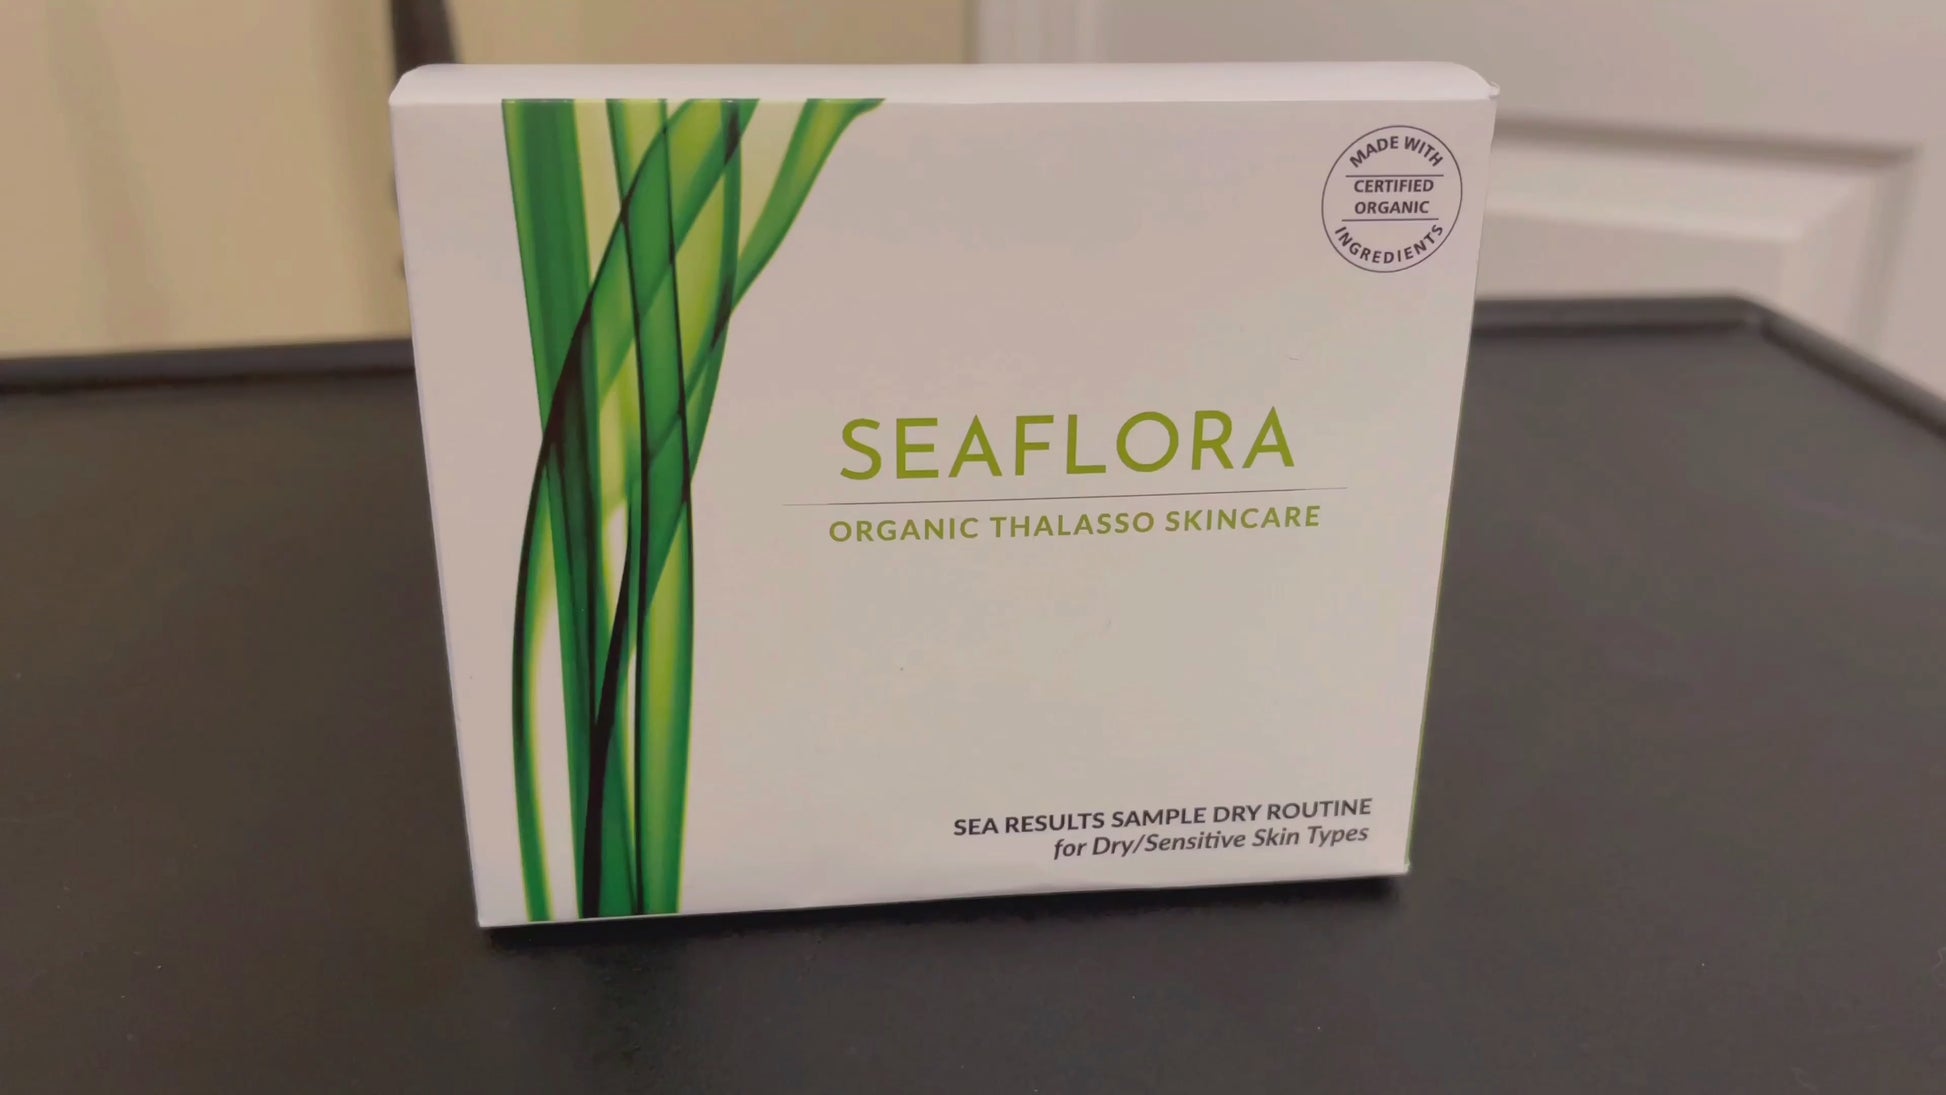 MADE WITH
CERTIFIED
ORGANIC
INGREDIENTS
SEAFLORA
ORGANIC THALASSO SKINCARE
SEA RESULTS SAMPLE DRY ROUTINE
for Dry/Sensitive Skin Types